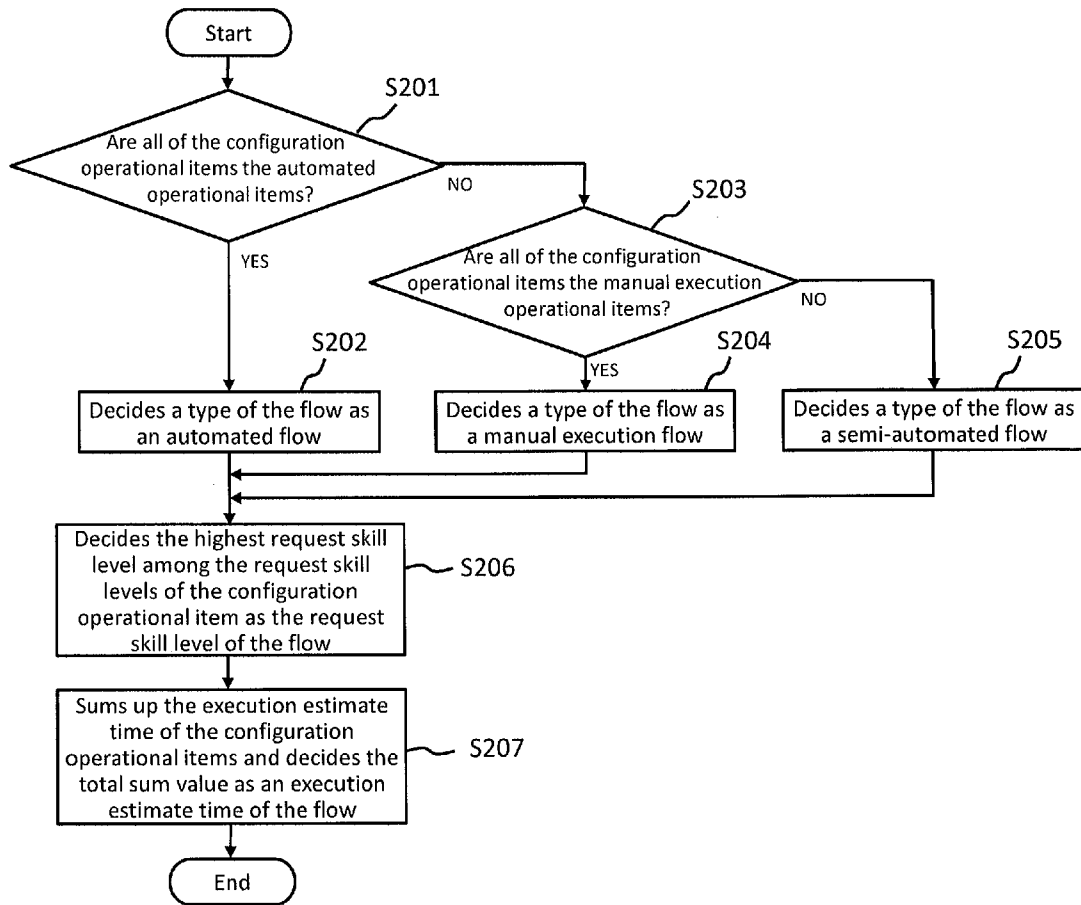 Start
S201
Are all of the configuration
operational items the automated
operational items?
NO
YES
S203
Are all of the configuration
operational items the manual execution
operational items?
NO
YES
S202
Decides a type of the flow as
an automated flow
S204
Decides a type of the flow as
a manual execution flow
S205
Decides a type of the flow as
a semi-automated flow
Decides the highest request skill
level among the request skill
levels of the configuration
operational item as the request
skill level of the flow
S206
Sums up the execution estimate
time of the configuration
operational items and decides the
total sum value as an execution
estimate time of the flow
S207
End